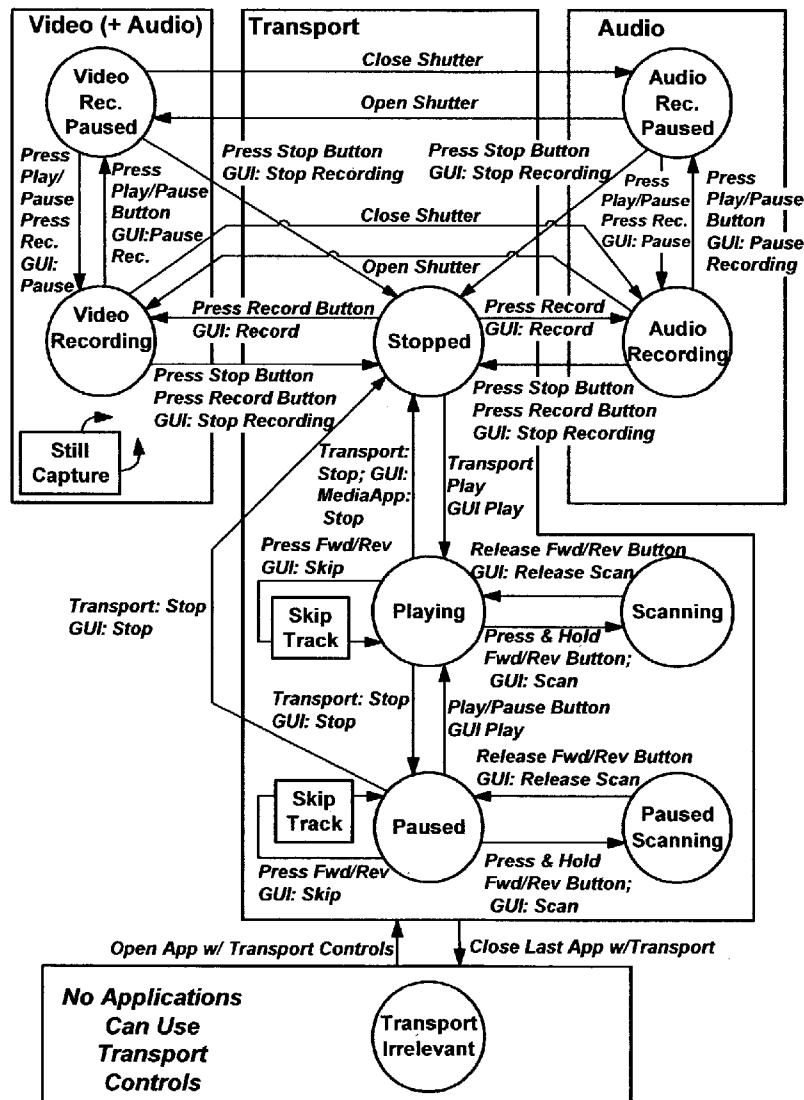 Video (+ Audio)
Transport
Audio
Video
Rec.
Paused
Close Shutter
Open Shutter
Audio
Rec.
Paused
Press
Play/
Pause
Press
Rec.
GUI:
Pause
Press
Play/Pause
Button
GUI:Pause
Rec.
Press Stop Button
GUI: Stop Recording
Press Stop Button
GUI: Stop Recording
Press
Play/Pause
Press Rec.
GUI: Pause
Press
Play/Pause
Button
GUI: Pause
Recording
Close Shutter
Open Shutter
Video
Recording
Press Record Button
GUI: Record
Stopped
Press Record
GUI: Record
Audio
Recording
Press Stop Button
Press Record Button
GUI: Stop Recording
Press Stop Button
Press Record Button
GUI: Stop Recording
Still
Capture
Transport:
Stop; GUI:
MediaApp:
Stop
Transport
Play
GUI Play
Press Fwd/Rev
GUI: Skip
Release Fwd/Rev Button
GUI: Release Scan
Transport: Stop
GUI: Stop
Skip
Track
Playing
Scanning
Press & Hold
Fwd/Rev Button;
GUI: Scan
Transport: Stop
GUI: Stop
Play/Pause Button
GUI Play
Release Fwd/Rev Button
GUI: Release Scan
Skip
Track
Paused
Paused
Scanning
Press Fwd/Rev
GUI: Skip
Press & Hold
Fwd/Rev Button;
GUI: Scan
Open App w/ Transport Controls
Close Last App w/Transport
No Applications
Can Use
Transport
Controls
Transport
Irrelevant